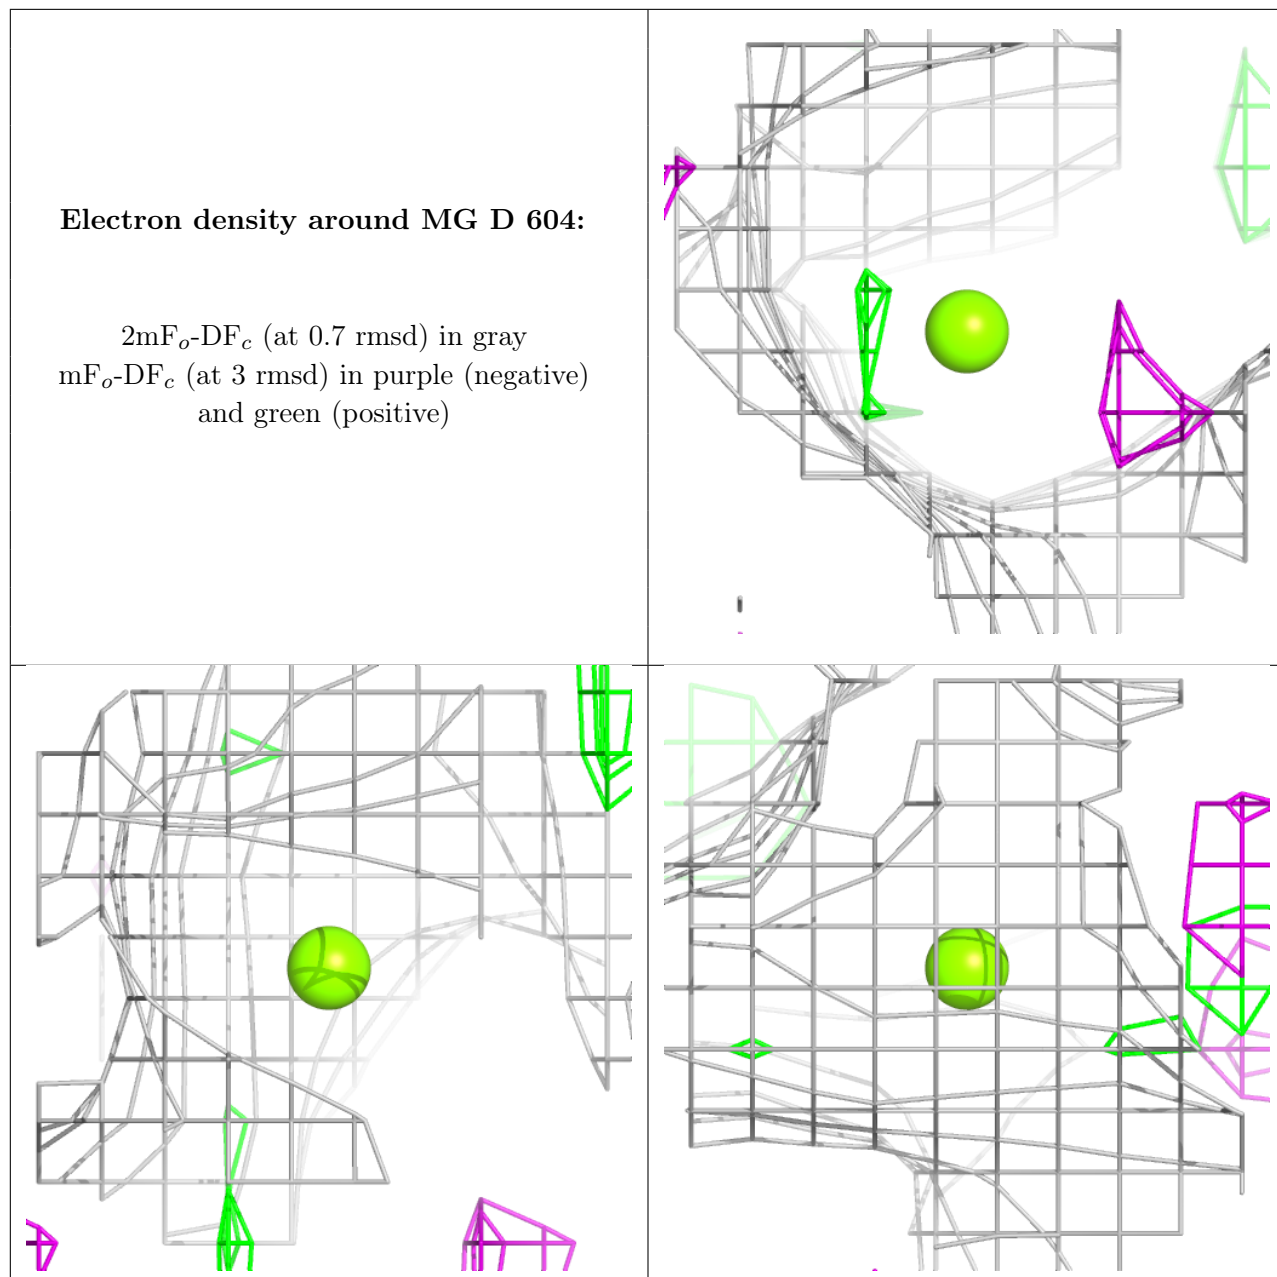 Electron density around MG D 604:
2mFₒ-DF𝒸 (at 0.7 rmsd) in gray
mFₒ-DF𝒸 (at 3 rmsd) in purple (negative)
and green (positive)